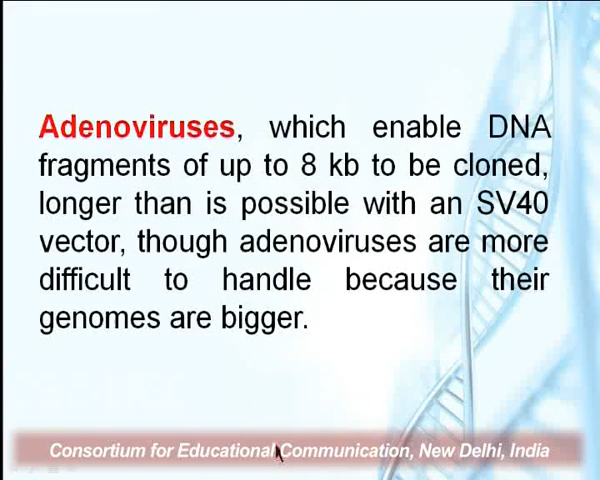 Adenoviruses, which enable DNA
fragments of up to 8 kb to be cloned,
longer than is possible with an SV40
vector, though adenoviruses are more
difficult to handle because their
genomes are bigger.
Consortium for Educational Communication, New Delhi, India